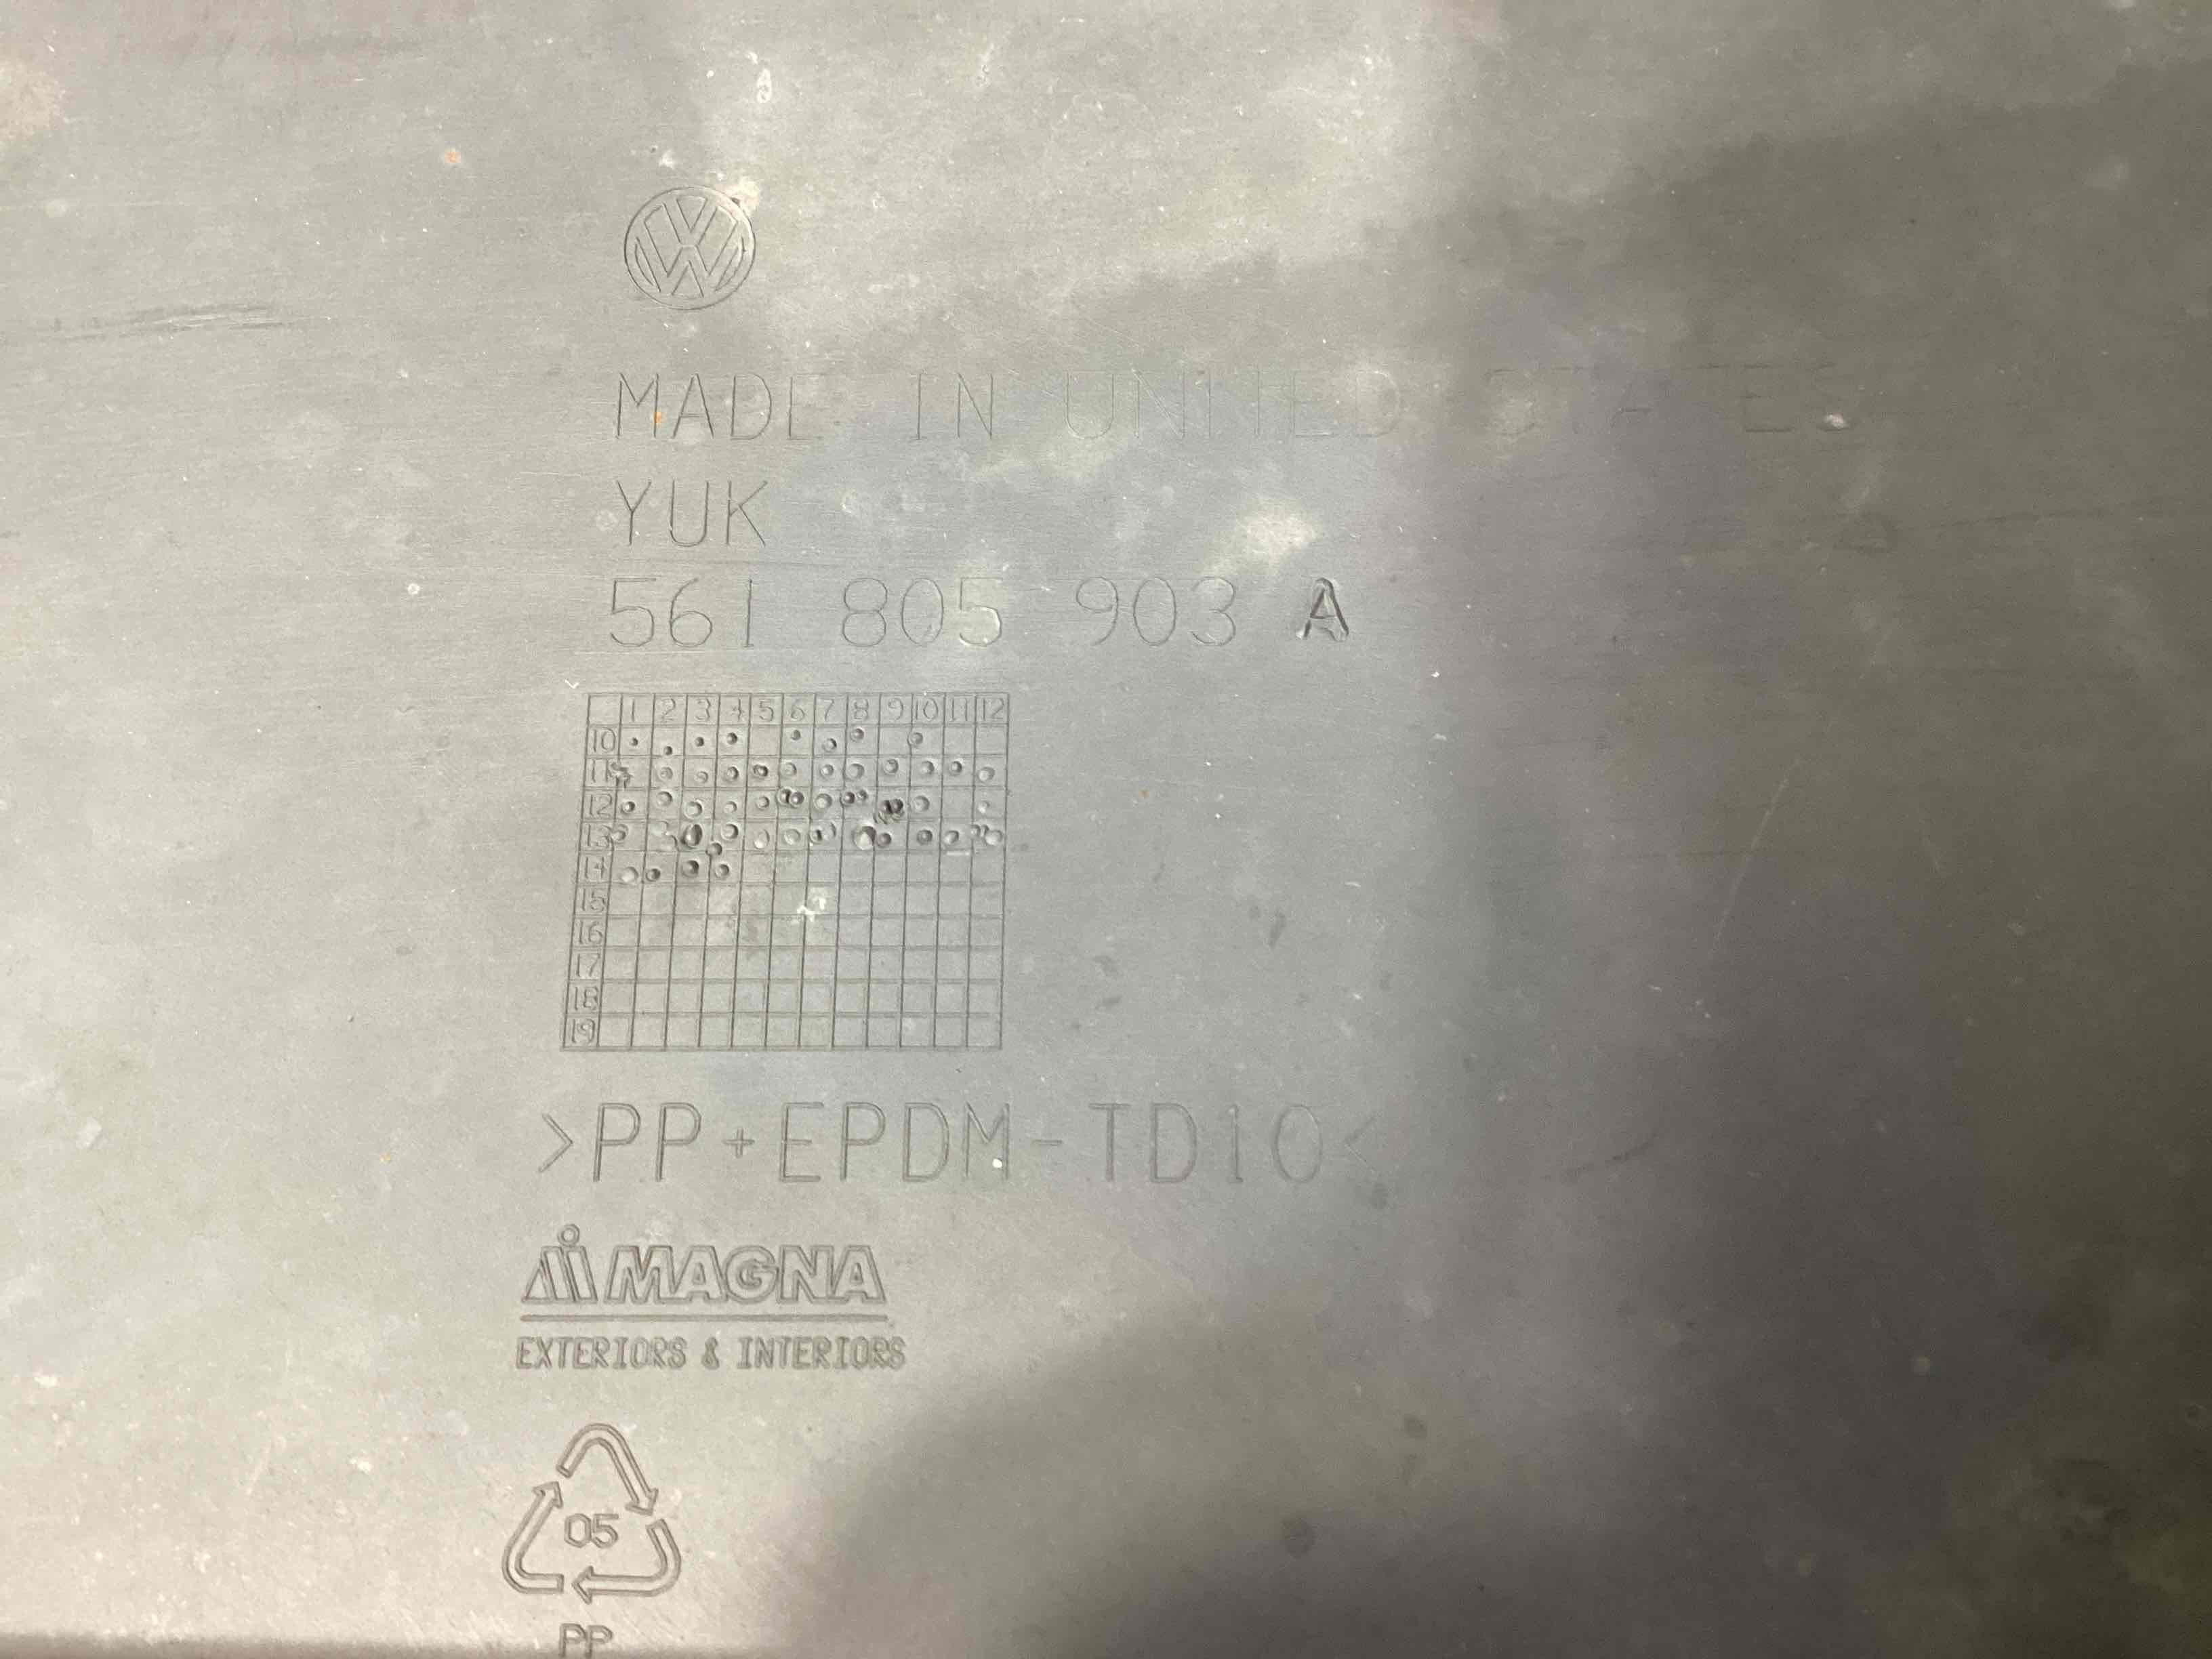 MADE IN UNITED STATES
YUK
561 805 903 A
1 2 3 4 5 6 7 8 9 10 11 12
10
11
12
13
14
15
16
17
18
19
>PP+EPDM-TD10<
MAGNA
EXTERIORS & INTERIORS
05
PP